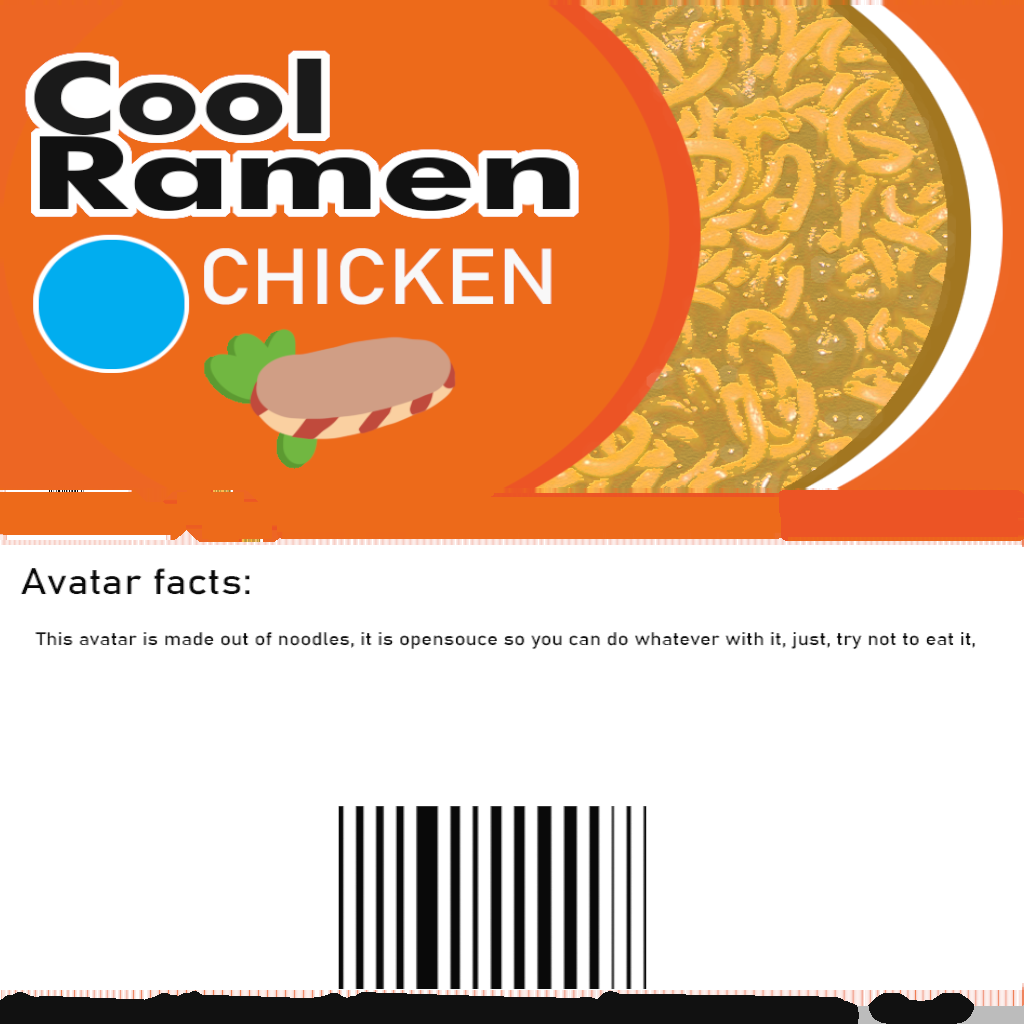 Cool
Ramen
CHICKEN
Avatar facts:
This avatar is made out of noodles, it is opensouce so you can do whatever with it, just, try not to eat it,